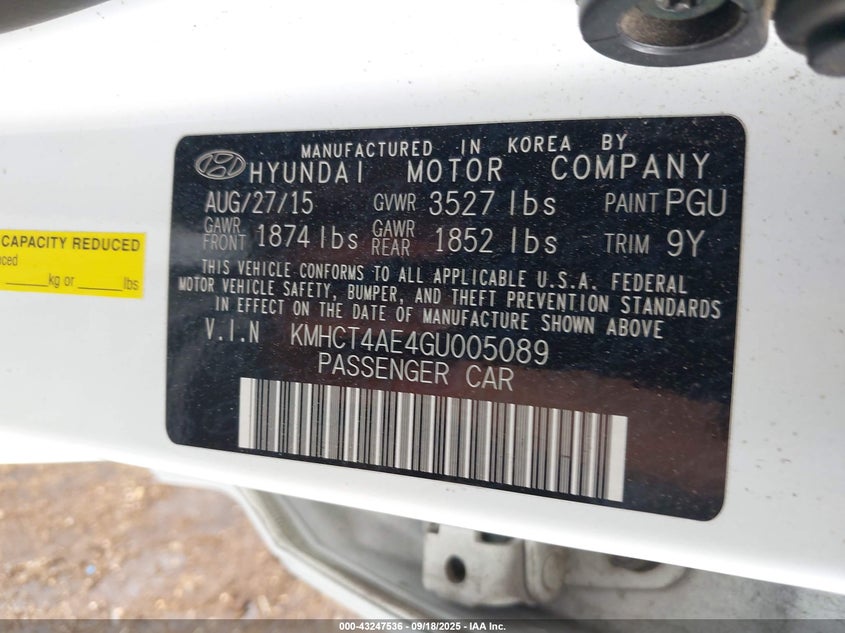 MANUFACTURED IN KOREA BY
HYUNDAI MOTOR COMPANY
AUG/27/15 GVWR 3527 lbs PAINT PGU
GAWR FRONT 1874 lbs GAWR REAR 1852 lbs TRIM 9Y
THIS VEHICLE CONFORMS TO ALL APPLICABLE U.S.A. FEDERAL
MOTOR VEHICLE SAFETY, BUMPER, AND THEFT PREVENTION STANDARDS
IN EFFECT ON THE DATE OF MANUFACTURE SHOWN ABOVE
V.I.N KMHCT4AE4GU005089
PASSENGER CAR
CAPACITY REDUCED
____kg or ____lbs
000-43247536 - 09/18/2025 - IAA Inc.